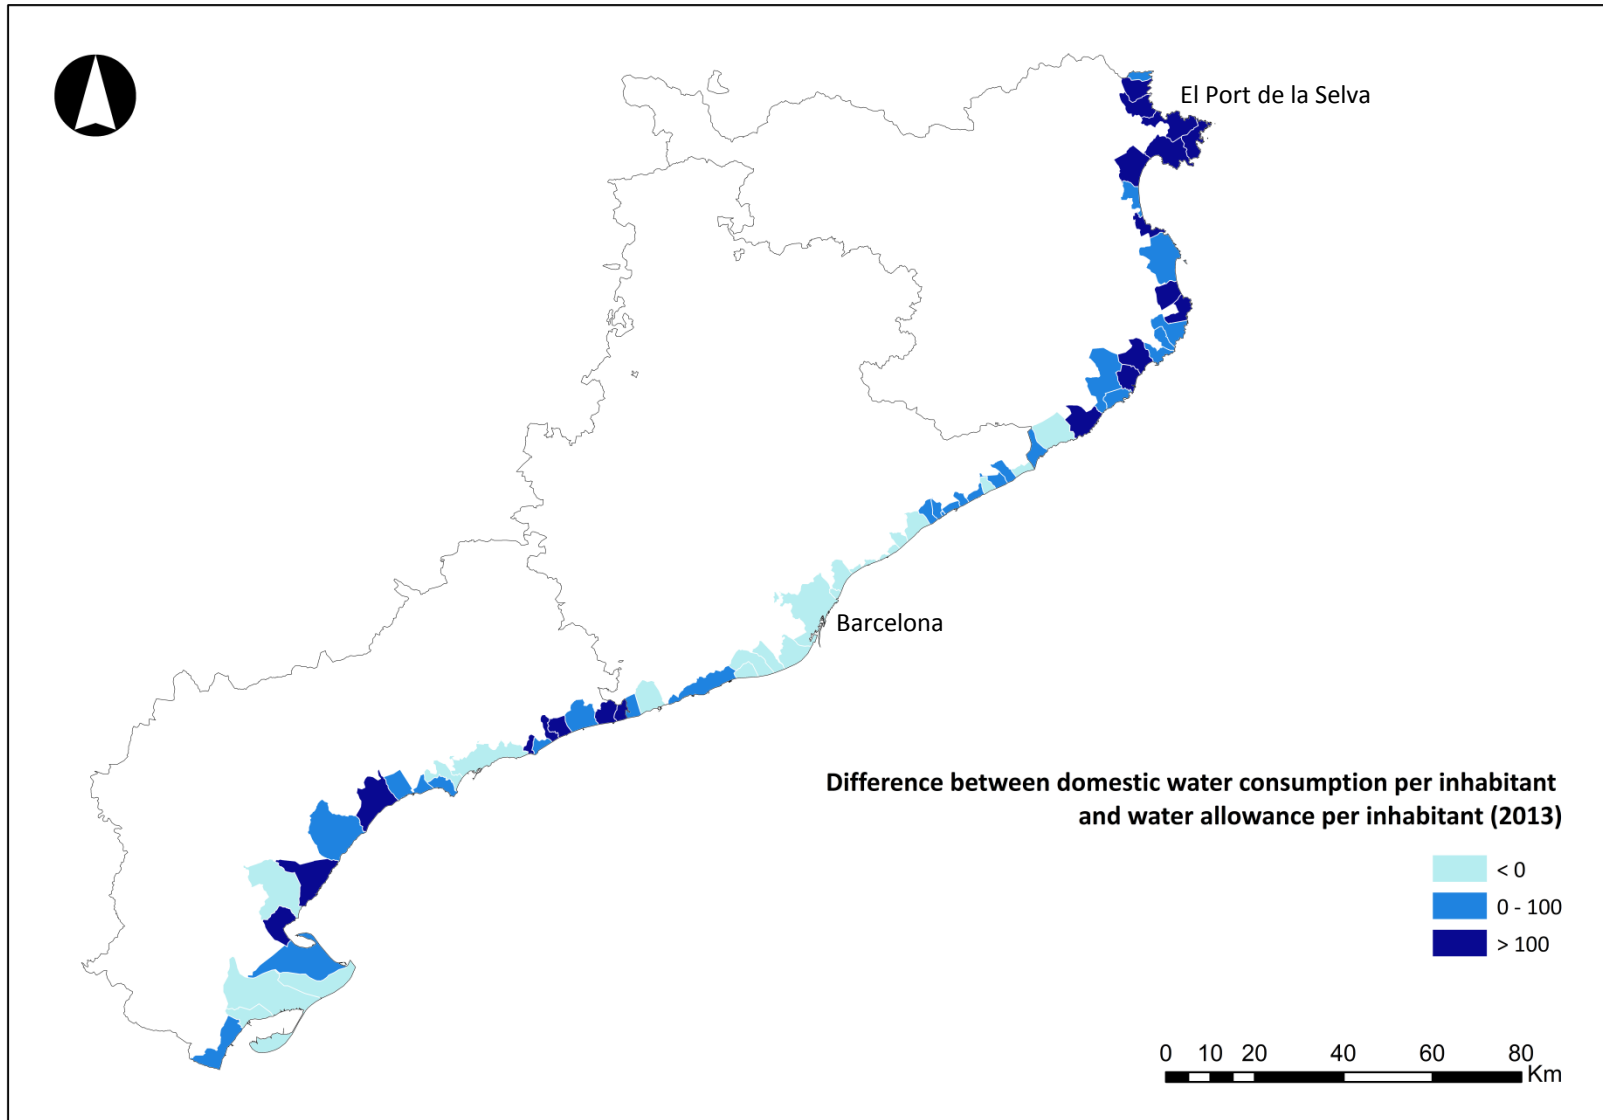 El Port de la Selva
Barcelona
Difference between domestic water consumption per inhabitant
and water allowance per inhabitant (2013)
< 0
0 - 100
> 100
0 10 20 40 60 80
Km